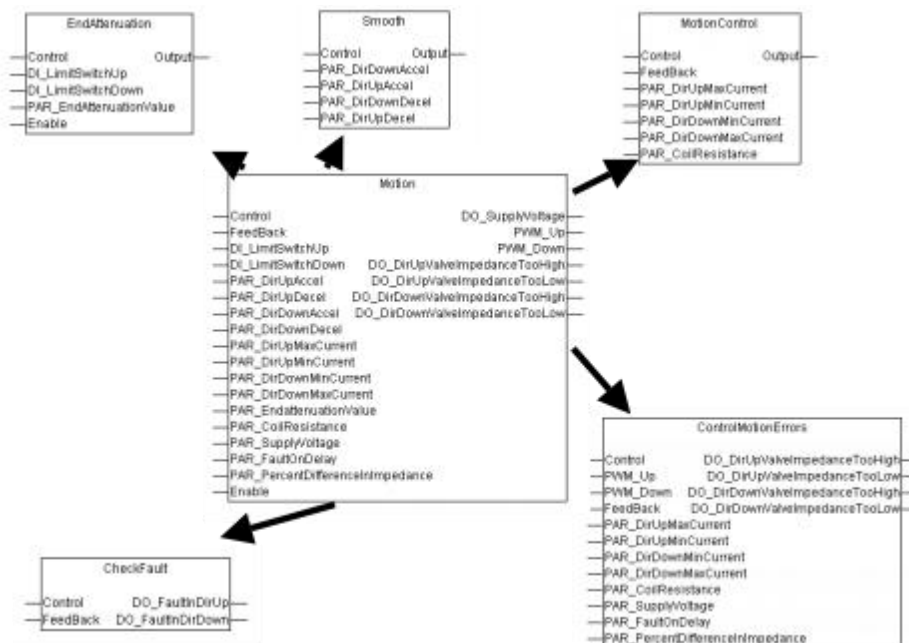 EndAttenuation
Control Output
DI_LimitSwitchUp
DI_LimitSwitchDown
PAR_EndAttenuationValue
Enable
Smooth
Control Output
PAR_DirDownAccel
PAR_DirUpAccel
PAR_DirDownDecel
PAR_DirUpDecel
MotionControl
Control Output
FeedBack
PAR_DirUpMaxCurrent
PAR_DirUpMinCurrent
PAR_DirDownMinCurrent
PAR_DirDownMaxCurrent
PAR_CoilResistance
Motion
Control DO_SupplyVoltage
FeedBack PWM_Up
DI_LimitSwitchUp PWM_Down
DI_LimitSwitchDown DO_DirUpValveImpedanceTooHigh
PAR_DirUpAccel DO_DirUpValveImpedanceTooLow
PAR_DirUpDecel DO_DirDownValveImpedanceTooHigh
PAR_DirDownAccel DO_DirDownValveImpedanceTooLow
PAR_DirDownDecel
PAR_DirUpMaxCurrent
PAR_DirUpMinCurrent
PAR_DirDownMinCurrent
PAR_DirDownMaxCurrent
PAR_EndattenuationValue
PAR_CoilResistance
PAR_SupplyVoltage
PAR_FaultOnDelay
PAR_PercentDifferenceInImpedance
Enable
ControlMotionErrors
Control DO_DirUpValveImpedanceTooHigh
PWM_Up DO_DirUpValveImpedanceTooLow
PWM_Down DO_DirDownValveImpedanceTooHigh
FeedBack DO_DirDownValveImpedanceTooLow
PAR_DirUpMaxCurrent
PAR_DirUpMinCurrent
PAR_DirDownMinCurrent
PAR_DirDownMaxCurrent
PAR_CoilResistance
PAR_SupplyVoltage
PAR_FaultOnDelay
PAR_PercentDifferenceInImpedance
CheckFault
Control DO_FaultInDirUp
FeedBack DO_FaultInDirDown